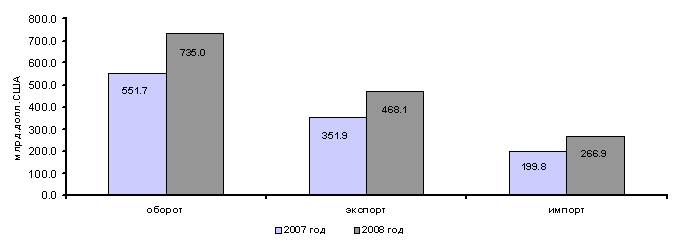 млрд.долл.США
800.0
700.0
600.0
500.0
400.0
300.0
200.0
100.0
0.0
551.7
735.0
351.9
468.1
199.8
266.9
оборот
экспорт
импорт
2007 год
2008 год